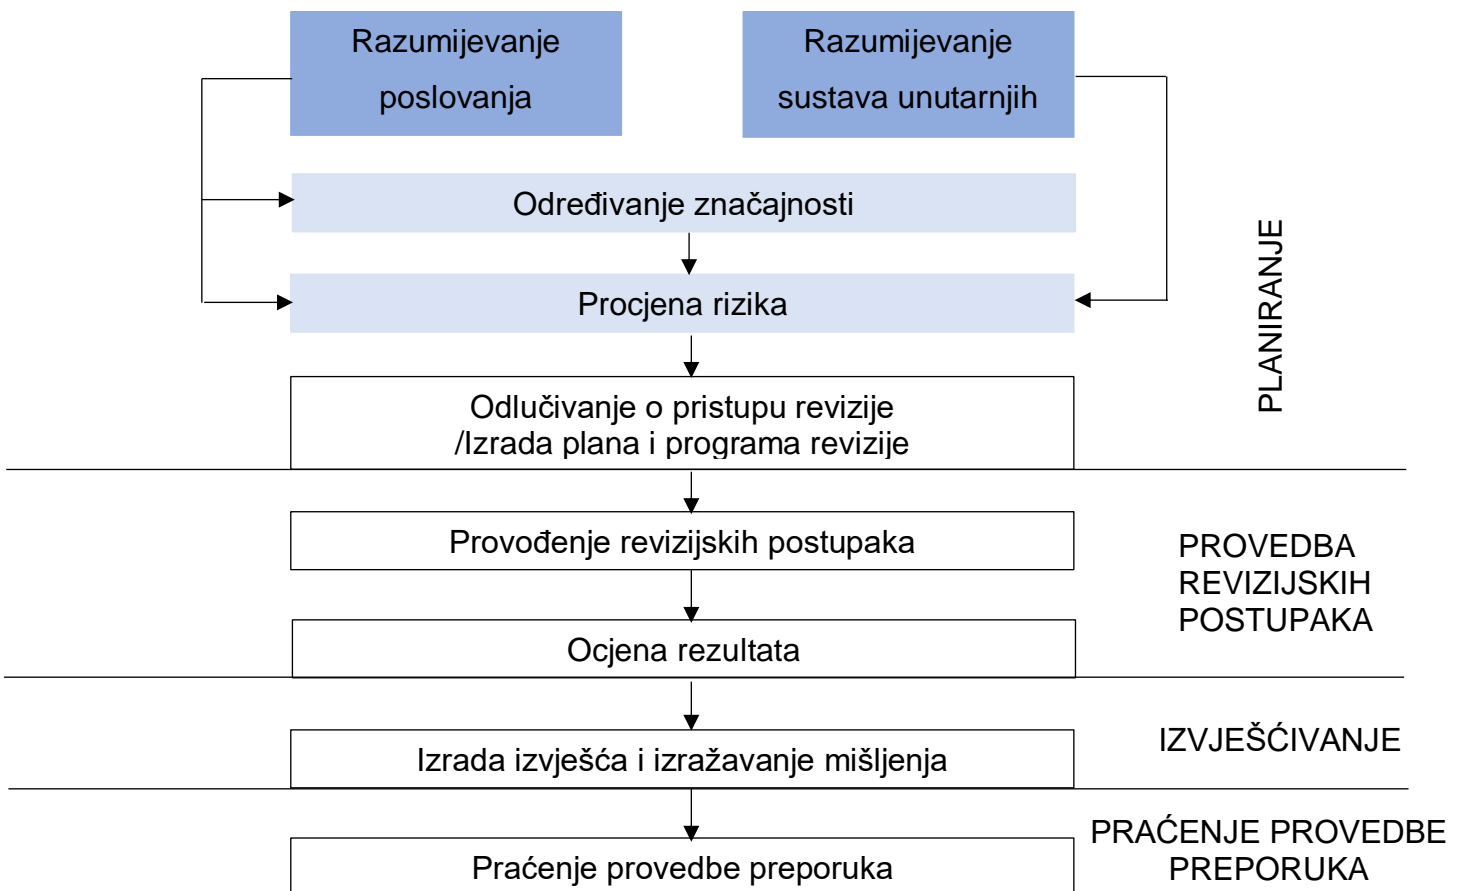 Razumijevanje
poslovanja
Razumijevanje
sustava unutarnjih
Određivanje značajnosti
Procjena rizika
Odlučivanje o pristupu revizije
/Izrada plana i programa revizije
PLANIRANJE
Provođenje revizijskih postupaka
Ocjena rezultata
PROVEDBA
REVIZIJSKIH
POSTUPAKA
Izrada izvješća i izražavanje mišljenja
IZVJEŠĆIVANJE
Praćenje provedbe preporuka
PRAĆENJE PROVEDBE
PREPORUKA